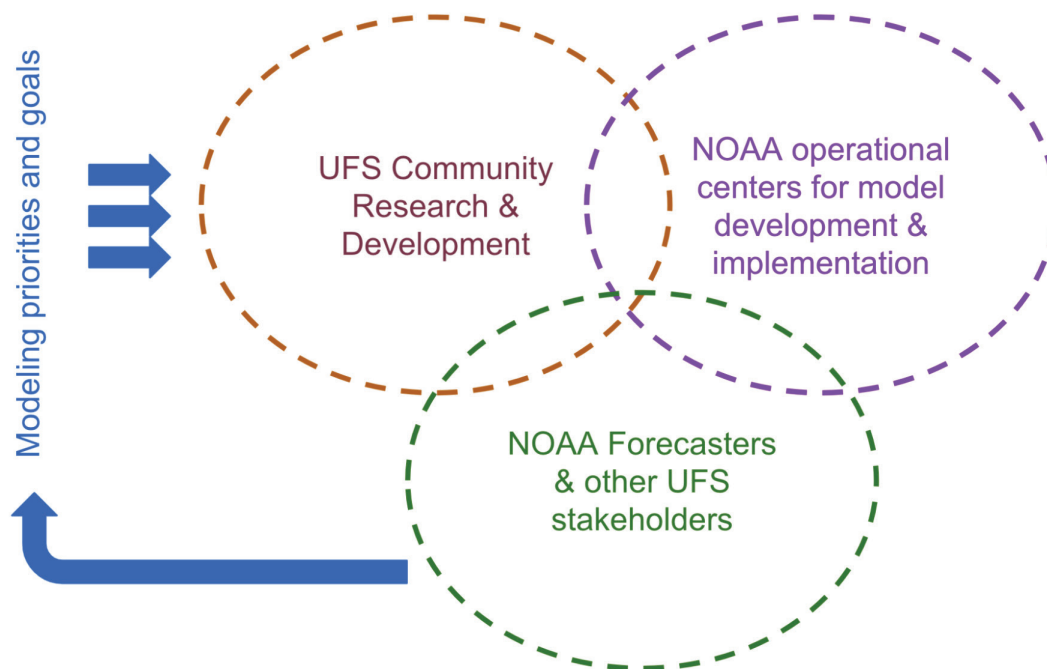 Modeling priorities and goals
UFS Community
Research &
Development
NOAA operational
centers for model
development &
implementation
NOAA Forecasters
& other UFS
stakeholders